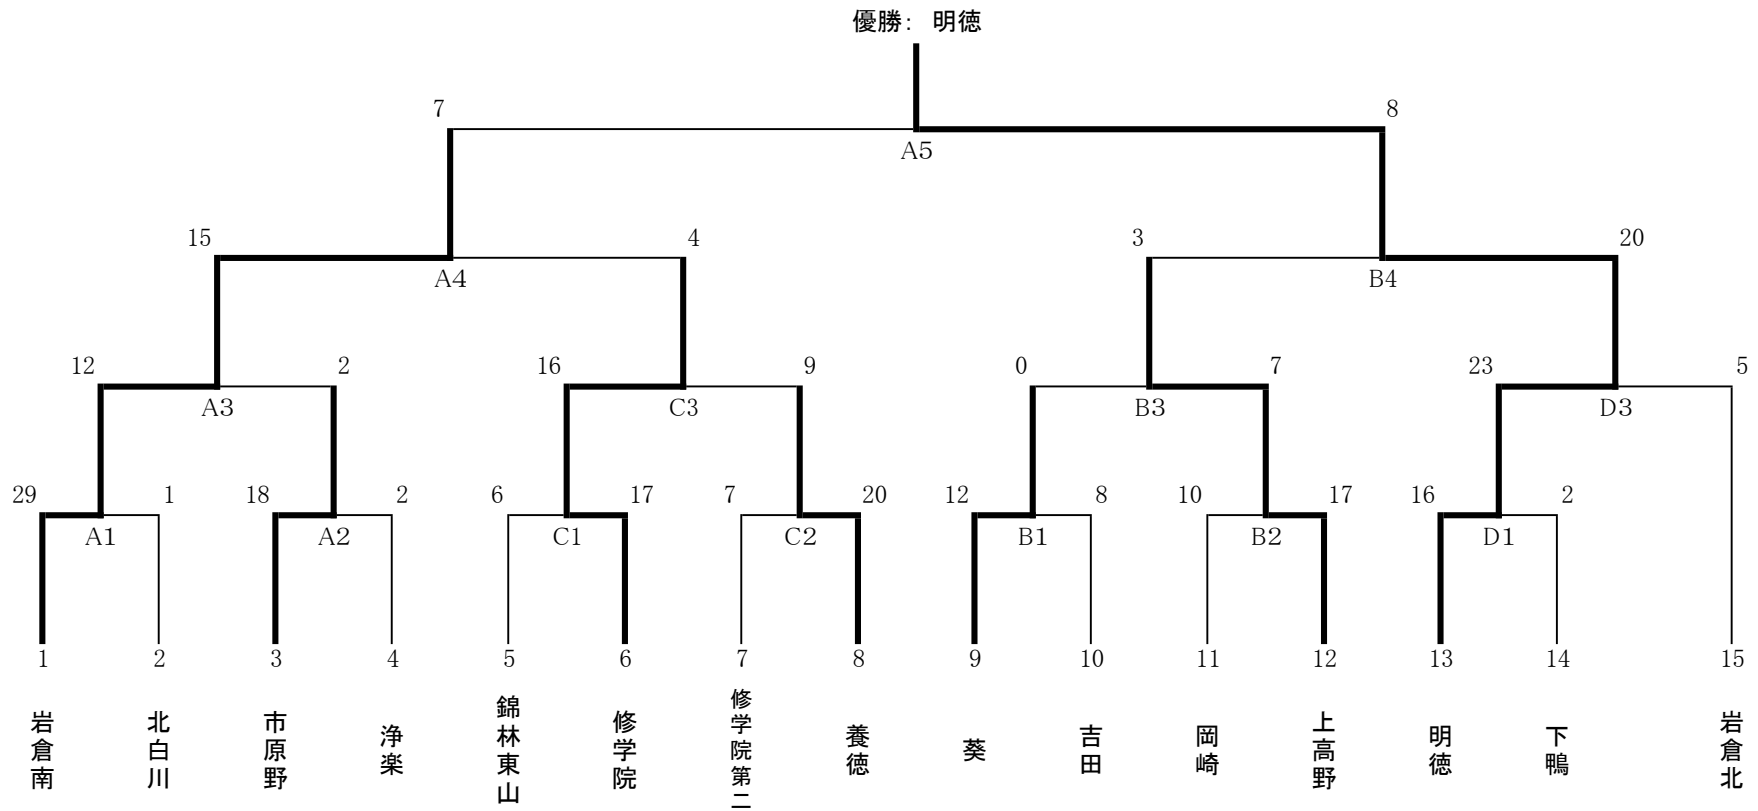 優勝： 明徳
7 8
A5
15 4 3 20
A4 B4
12 2 16 9 0 7 23 5
A3 C3 B3 D3
29 1 18 2 6 17 7 20 12 8 10 17 16 2
A1 A2 C1 C2 B1 B2 D1
1 2 3 4 5 6 7 8 9 10 11 12 13 14 15
岩倉南
北白川
市原野
浄楽
錦林東山
修学院
修学院第二
養徳
葵
吉田
岡崎
上高野
明徳
下鴨
岩倉北